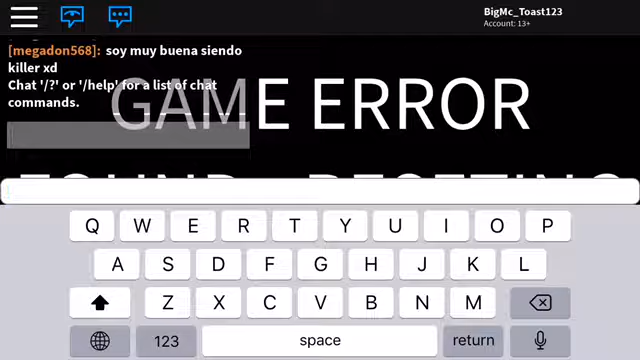 BigMc_Toast123
Account: 13+
[megadon568]: soy muy buena siendo
killer xd
Chat '/?' or '/help' for a list of chat
commands.
GAME ERROR
Q W E R T Y U I O P
A S D F G H J K L
Z X C V B N M
123 space return